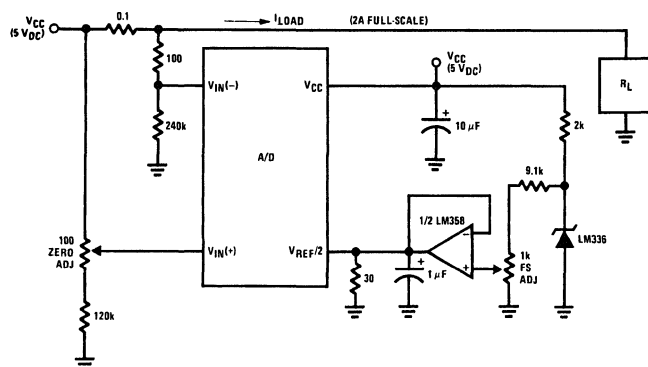 VCC
(5 VDC)
0.1
ILOAD
(2A FULL-SCALE)
100
VIN(-)
240k
A/D
VCC
VCC
(5 VDC)
10 μF
RL
2k
9.1k
1/2 LM358
-
+
1k
FS
ADJ
LM336
100
ZERO
ADJ
VIN(+)
VREF/2
30
+
1 μF
+
120k